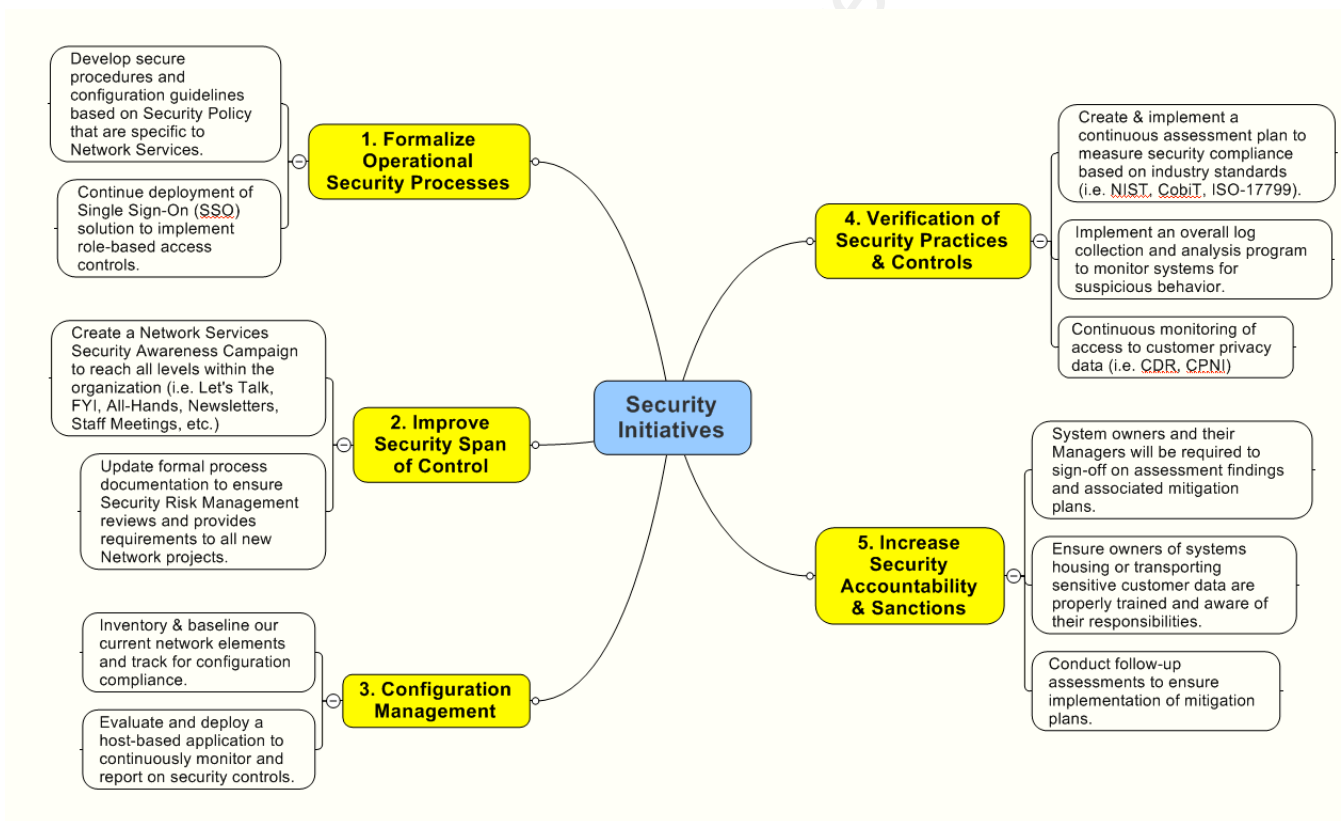 Develop secure
procedures and
configuration guidelines
based on Security Policy
that are specific to
Network Services.
1. Formalize
Operational
Security Processes
Continue deployment of
Single Sign-On (SSO)
solution to implement
role-based access
controls.
Create a Network Services
Security Awareness Campaign
to reach all levels within the
organization (i.e. Let's Talk,
FYI, All-Hands, Newsletters,
Staff Meetings, etc.)
2. Improve
Security Span
of Control
Update formal process
documentation to ensure
Security Risk Management
reviews and provides
requirements to all new
Network projects.
Inventory & baseline our
current network elements
and track for configuration
compliance.
3. Configuration
Management
Evaluate and deploy a
host-based application to
continuously monitor and
report on security controls.
Security
Initiatives
4. Verification of
Security Practices
& Controls
Create & implement a
continuous assessment plan to
measure security compliance
based on industry standards
(i.e. NIST, CobiT, ISO-17799).
Implement an overall log
collection and analysis program
to monitor systems for
suspicious behavior.
Continuous monitoring of
access to customer privacy
data (i.e. CDR, CPNI)
5. Increase
Security
Accountability
& Sanctions
System owners and their
Managers will be required to
sign-off on assessment findings
and associated mitigation
plans.
Ensure owners of systems
housing or transporting
sensitive customer data are
properly trained and aware of
their responsibilities.
Conduct follow-up
assessments to ensure
implementation of mitigation
plans.